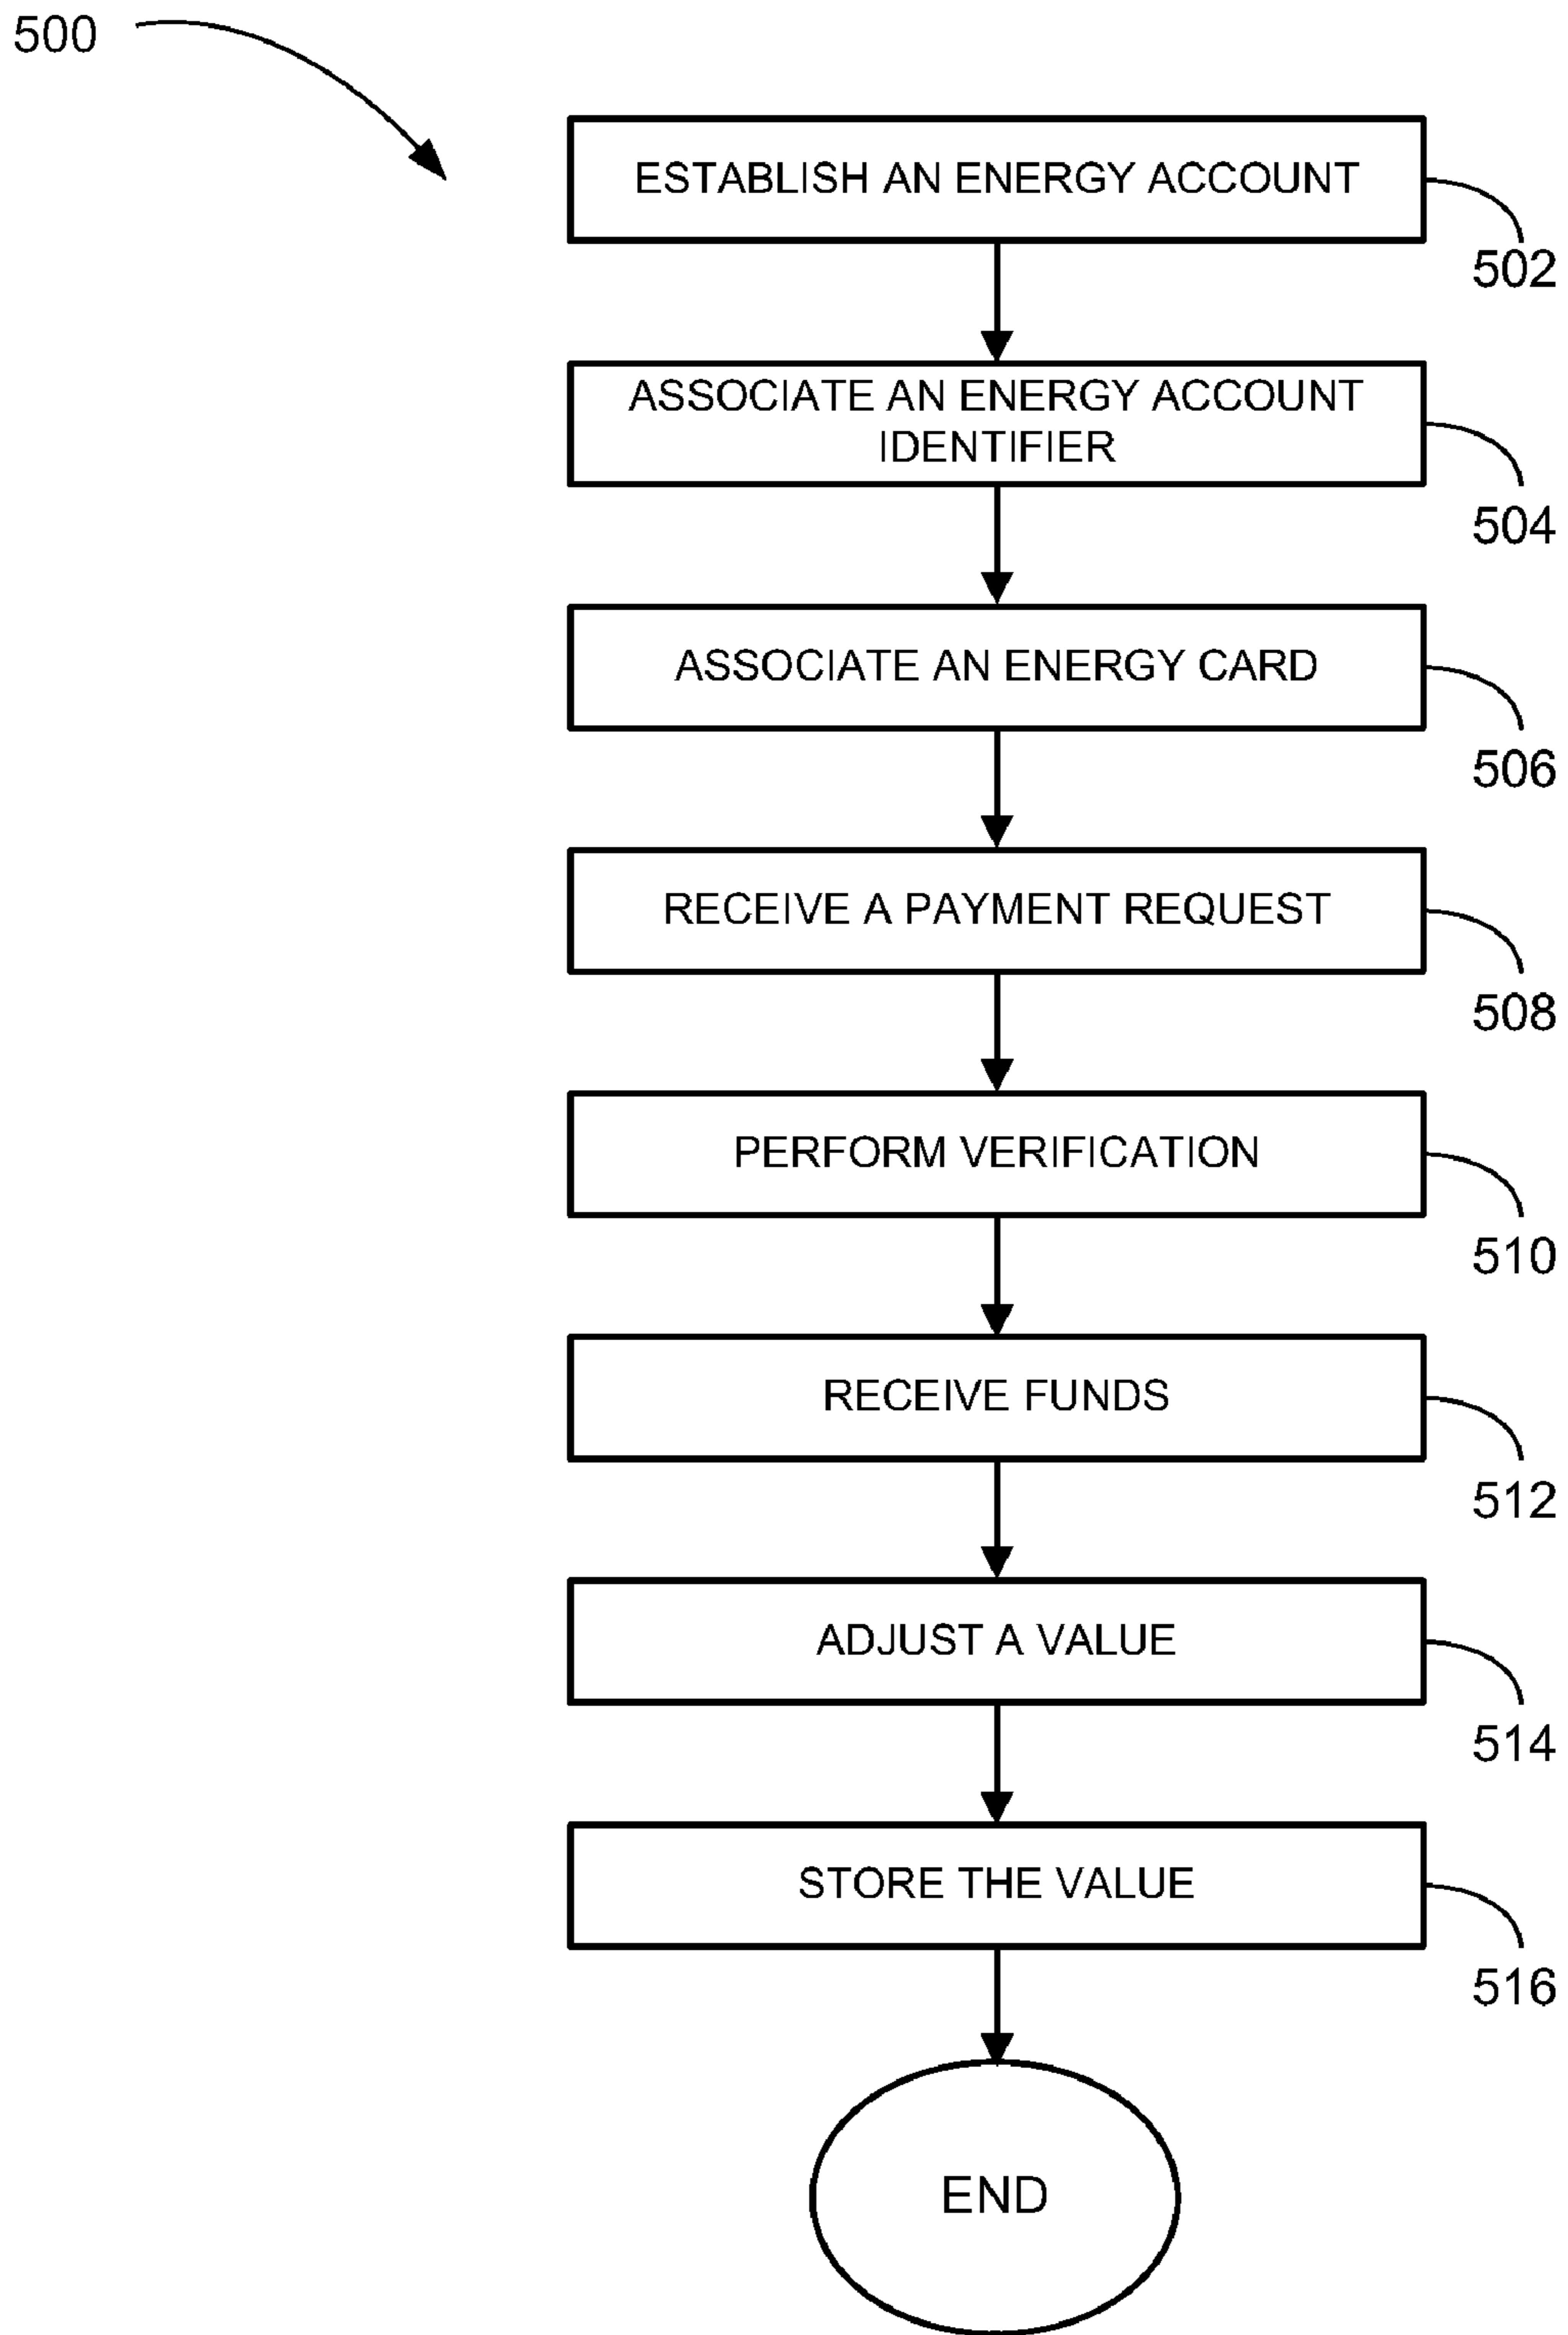 500
ESTABLISH AN ENERGY ACCOUNT
502
ASSOCIATE AN ENERGY ACCOUNT
IDENTIFIER
504
ASSOCIATE AN ENERGY CARD
506
RECEIVE A PAYMENT REQUEST
508
PERFORM VERIFICATION
510
RECEIVE FUNDS
512
ADJUST A VALUE
514
STORE THE VALUE
516
END